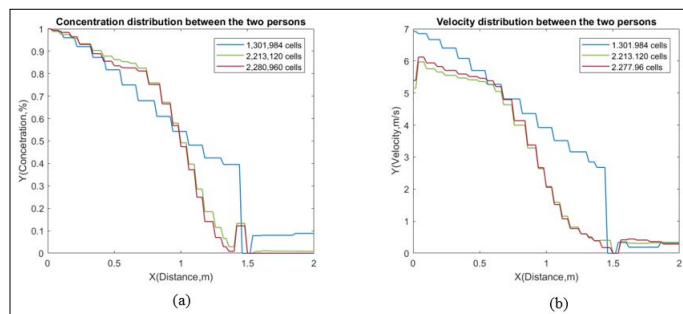 Concentration distribution between the two persons
1
0.9
0.8
0.7
0.6
0.5
0.4
0.3
0.2
0.1
0
Y(Concetration,%)
1,301,984 cells
2,213,120 cells
2,280,960 cells
0 0.5 1 1.5 2
X(Distance,m)
(a)
Velocity distribution between the two persons
7
6
5
4
3
2
1
0
Y(Velocity,m/s)
1.301.984 cells
2.213.120 cells
2.277.96 cells
0 0.5 1 1.5 2
X(Distance,m)
(b)